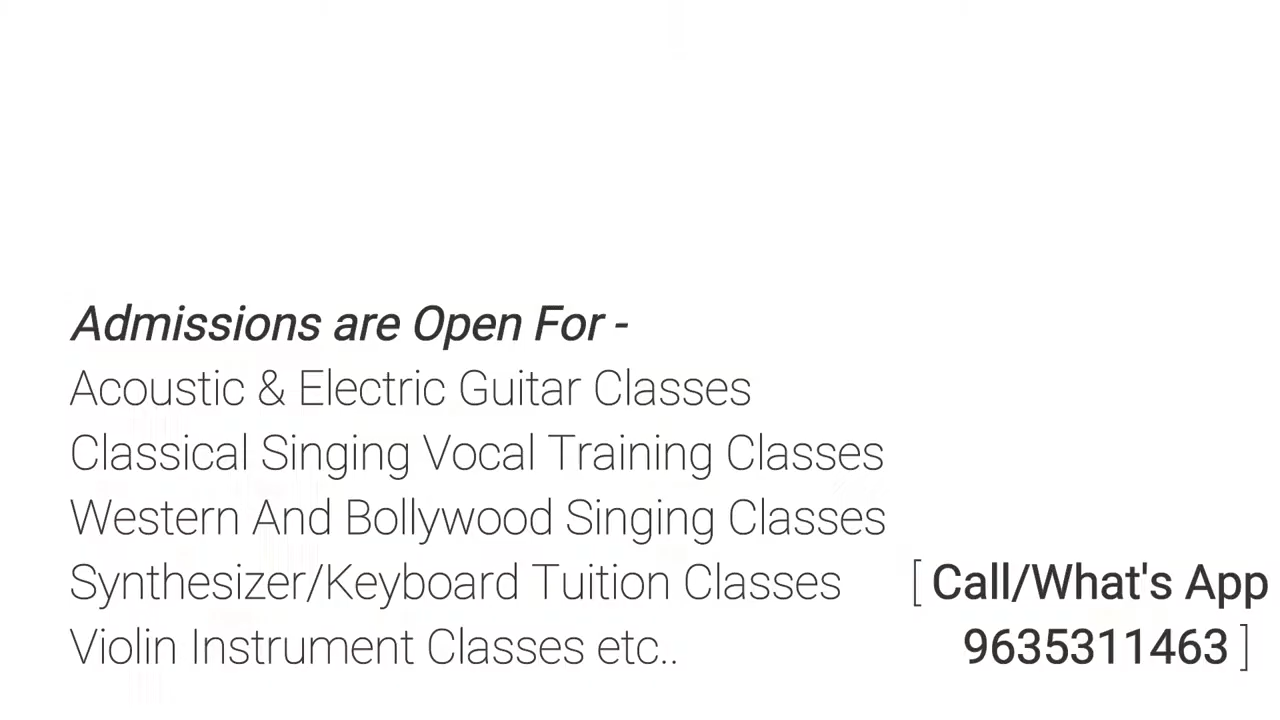 Admissions are Open For -
Acoustic & Electric Guitar Classes
Classical Singing Vocal Training Classes
Western And Bollywood Singing Classes
Synthesizer/Keyboard Tuition Classes
Violin Instrument Classes etc..
[ Call/What's App
9635311463 ]